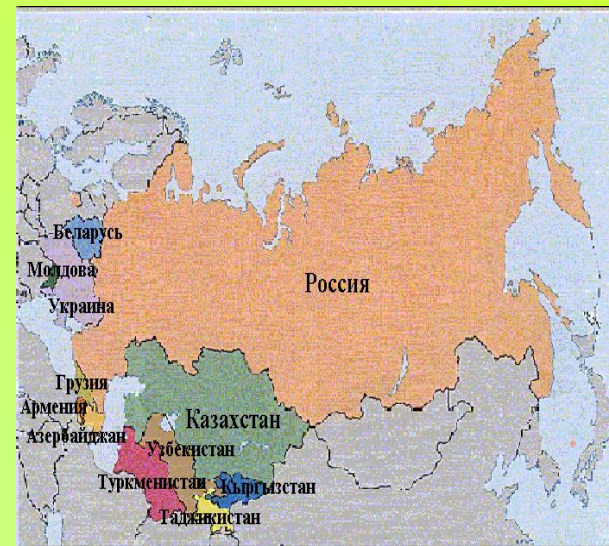 Беларусь
Молдова
Украина
Россия
Грузия
Армения
Азербайджан
Казахстан
Узбекистан
Туркменистан
Кыргызстан
Таджикистан